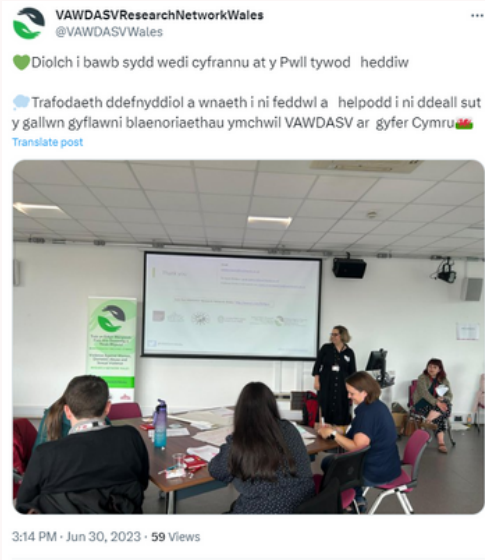 VAWDASVResearchNetworkWales
@VAWDASVWales
💚Diolch i bawb sydd wedi cyfrannu at y Pwll tywod heddiw
💭Trafodaeth ddefnyddiol a wnaeth i ni feddwl a helpodd i ni ddeall sut
y gallwn gyflawni blaenoriaethau ymchwil VAWDASV ar gyfer Cymru🏴󠁧󠁢󠁷󠁬󠁳󠁿
Translate post
3:14 PM · Jun 30, 2023 · 59 Views